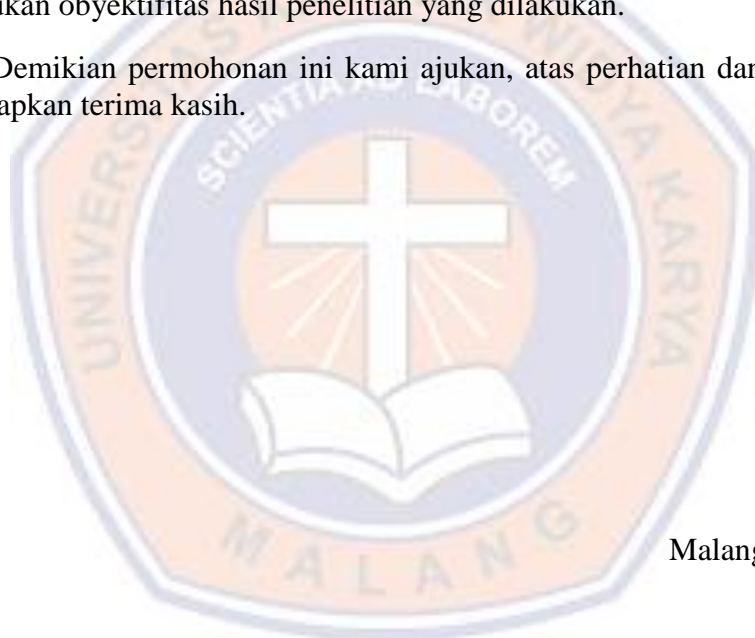 ukan obyektifitas hasil penelitian yang dilakukan.
Demikian permohonan ini kami ajukan, atas perhatian dan
apkan terima kasih.
SCIENTIA AD LABOREM
UNIVERSITAS
KARYA
MALANG
Malang